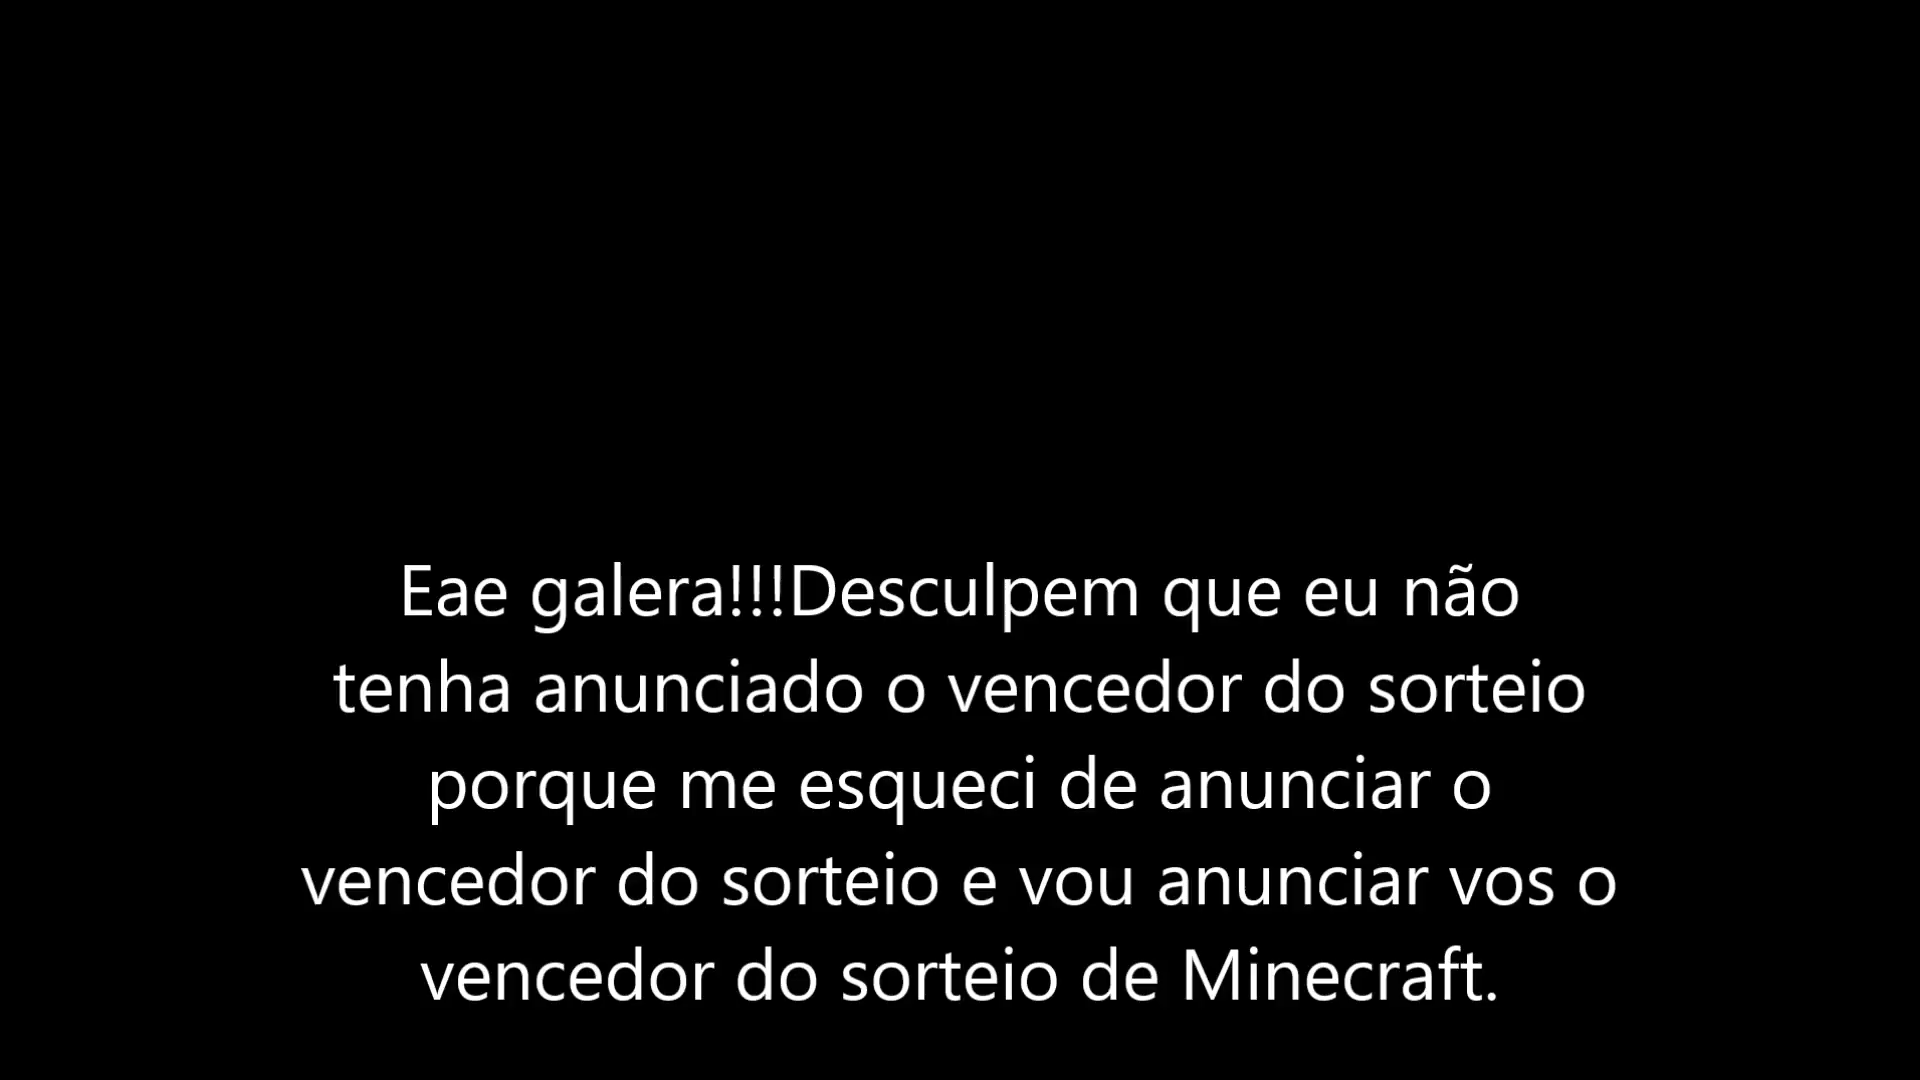 Eae galera!!!Desculpem que eu não
tenha anunciado o vencedor do sorteio
porque me esqueci de anunciar o
vencedor do sorteio e vou anunciar vos o
vencedor do sorteio de Minecraft.